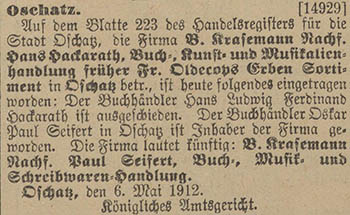 Oschatz. [14929]
Auf dem Blatte 223 des Handelsregisters für die
Stadt Oschatz, die Firma B. Krasemann Nachf.
Hans Hackarath, Buch-, Kunst- und Musikalien-
handlung früher Fr. Oldecops Erben Sorti-
ment in Oschatz betr., ist heute folgendes eingetragen
worden: Der Buchhändler Hans Ludwig Ferdinand
Hackarath ist ausgeschieden. Der Buchhändler Oskar
Paul Seifert in Oschatz ist Inhaber der Firma ge-
worden. Die Firma lautet künftig: B. Krasemann
Nachf. Paul Seifert, Buch-, Musik- und
Schreibwaren-Handlung.
Oschatz, den 6. Mai 1912.
Königliches Amtsgericht.